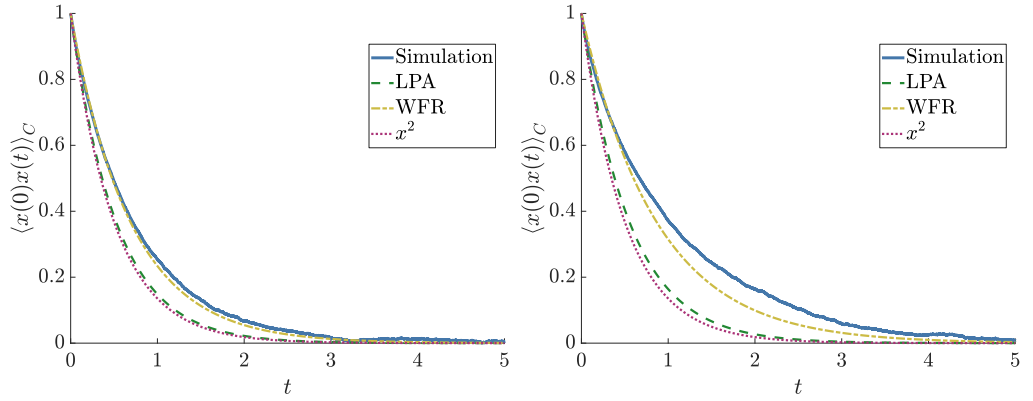 1
0.8
0.6
0.4
0.2
0
⟨x(0)x(t)⟩_C
0 1 2 3 4 5
t
Simulation
LPA
WFR
x²
1
0.8
0.6
0.4
0.2
0
⟨x(0)x(t)⟩_C
0 1 2 3 4 5
t
Simulation
LPA
WFR
x²